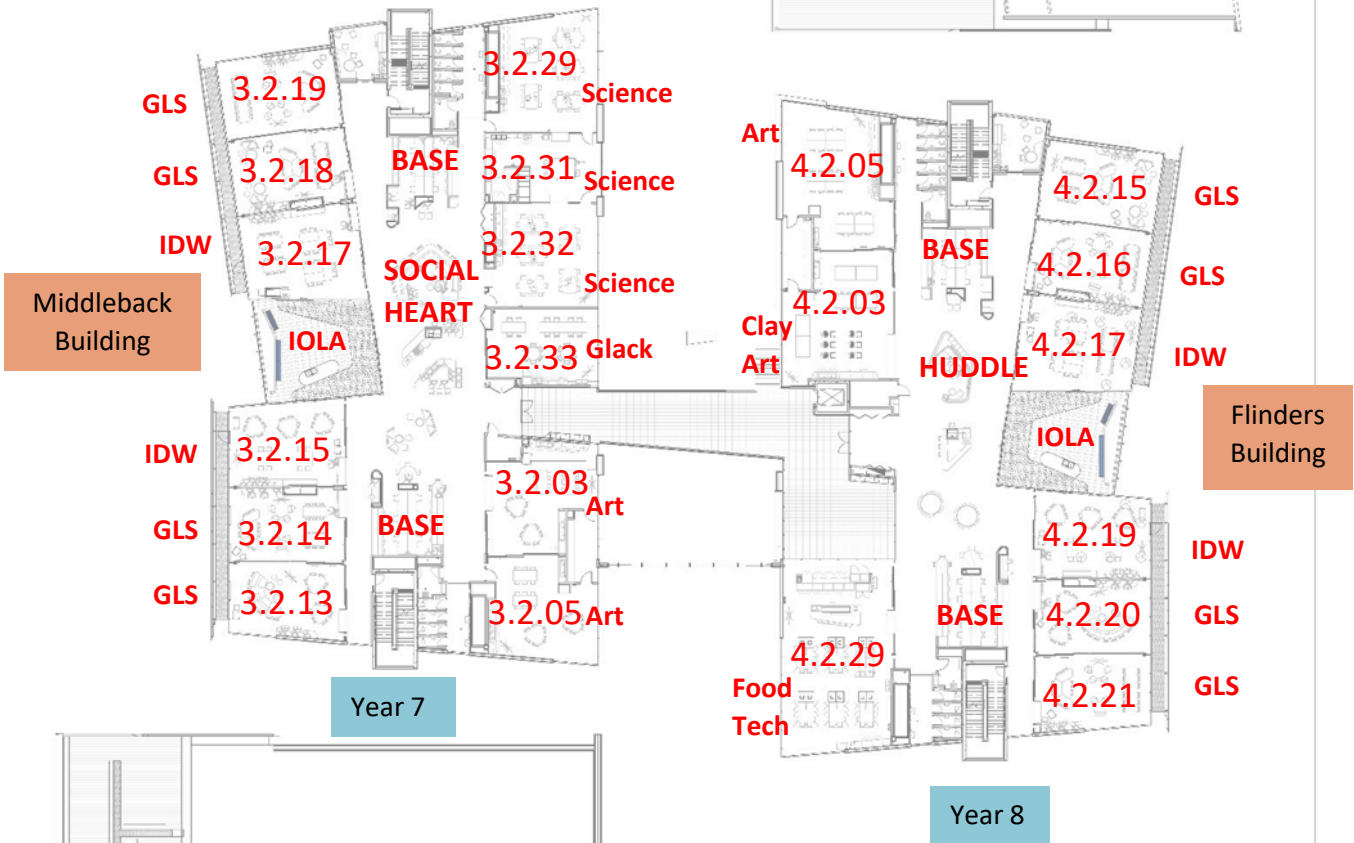 3.2.19
GLS
3.2.18
GLS
3.2.17
IDW
Middleback
Building
IOLA
3.2.15
IDW
3.2.14
GLS
3.2.13
GLS
BASE
SOCIAL
HEART
BASE
3.2.29
Science
3.2.31
Science
3.2.32
Science
3.2.33
Glack
3.2.03
Art
3.2.05
Art
Year 7
Art
4.2.05
4.2.03
Clay
Art
4.2.29
Food
Tech
BASE
HUDDLE
BASE
4.2.15
GLS
4.2.16
GLS
4.2.17
IDW
IOLA
Flinders
Building
4.2.19
IDW
4.2.20
GLS
4.2.21
GLS
Year 8